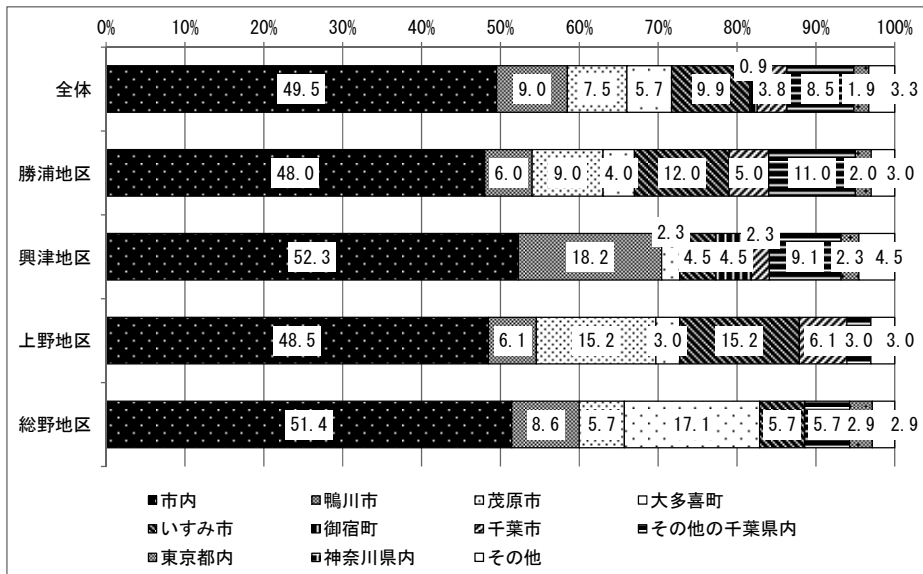 0% 10% 20% 30% 40% 50% 60% 70% 80% 90% 100%
全体 49.5 9.0 7.5 5.7 9.9 0.9 3.8 8.5 1.9 3.3
勝浦地区 48.0 6.0 9.0 4.0 12.0 5.0 11.0 2.0 3.0
興津地区 52.3 18.2 2.3 4.5 4.5 2.3 9.1 2.3 4.5
上野地区 48.5 6.1 15.2 3.0 15.2 6.1 3.0 3.0
総野地区 51.4 8.6 5.7 17.1 5.7 5.7 2.9 2.9
市内 鴨川市 茂原市 大多喜町
いすみ市 御宿町 千葉市 その他の千葉県内
東京都内 神奈川県内 その他